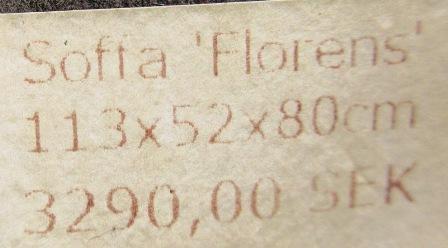 Soffa 'Florens'
113x52x80cm
3290,00 SEK